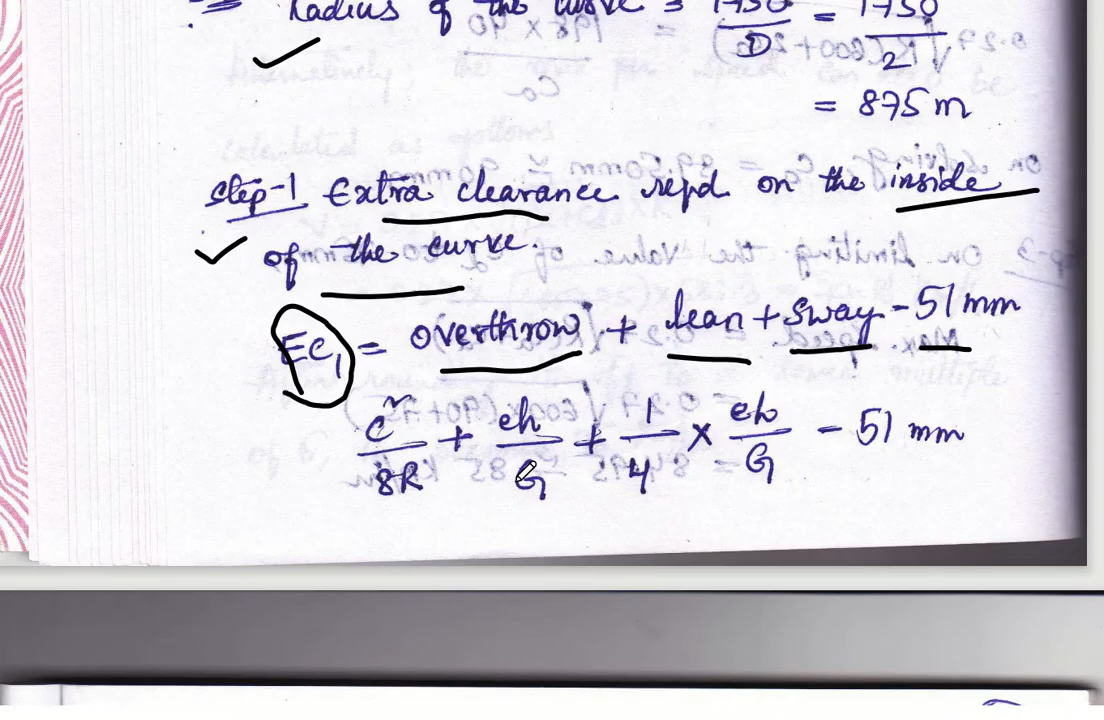 Radius of the curve = 1750/D = 1750/2
= 875 m
Step-1 Extra clearance reqd on the inside
of the curve.
EC₁ = overthrow + lean + sway - 51 mm
C²/8R + eh/G + 1/4 × eh/G - 51 mm